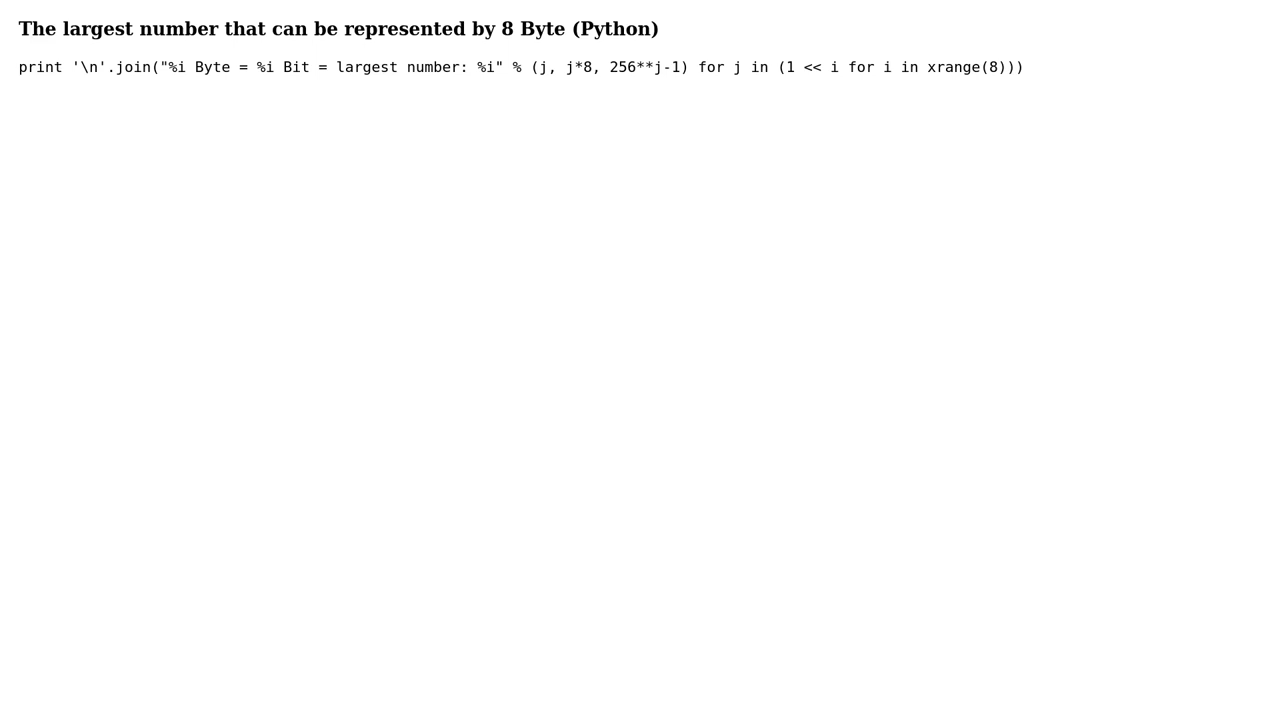 The largest number that can be represented by 8 Byte (Python)
print '\n'.join("%i Byte = %i Bit = largest number: %i" % (j, j*8, 256**j-1) for j in (1 << i for i in xrange(8)))